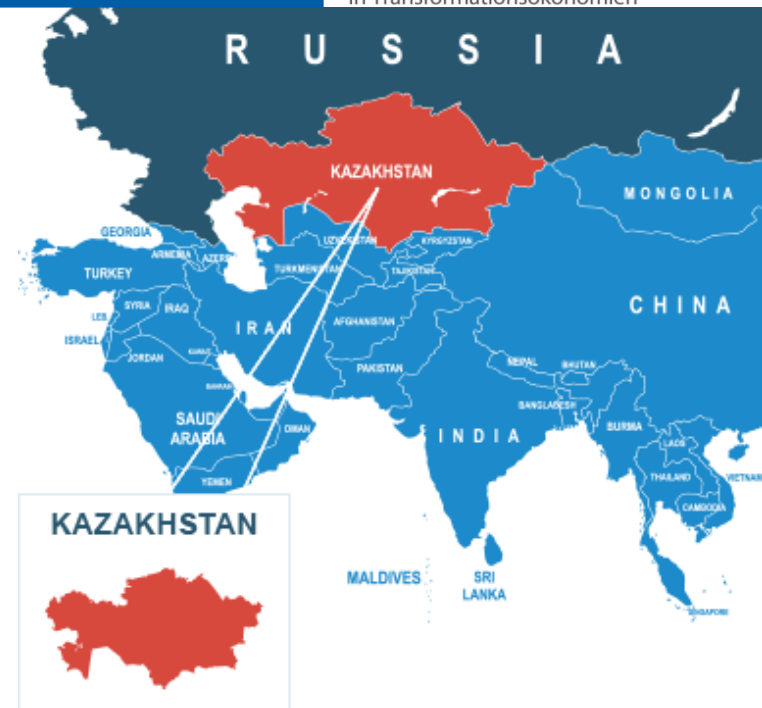 in Transformationsökonomien
R U S S I A
KAZAKHSTAN
MONGOLIA
GEORGIA
ARMENIA
AZERB
UZBEKISTAN
KYRGYZSTAN
TURKEY
TURKMENISTAN
TAJIKISTAN
SYRIA
IRAQ
LEB.
IRAN
AFGHANISTAN
CHINA
ISRAEL
JORDAN
KUWAIT
PAKISTAN
NEPAL
BHUTAN
BAHRAIN
BANGLADESH
SAUDI
ARABIA
OMAN
INDIA
BURMA
LAOS
YEMEN
THAILAND
VIETNAM
CAMBODIA
KAZAKHSTAN
MALDIVES
SRI
LANKA
SINGAPORE